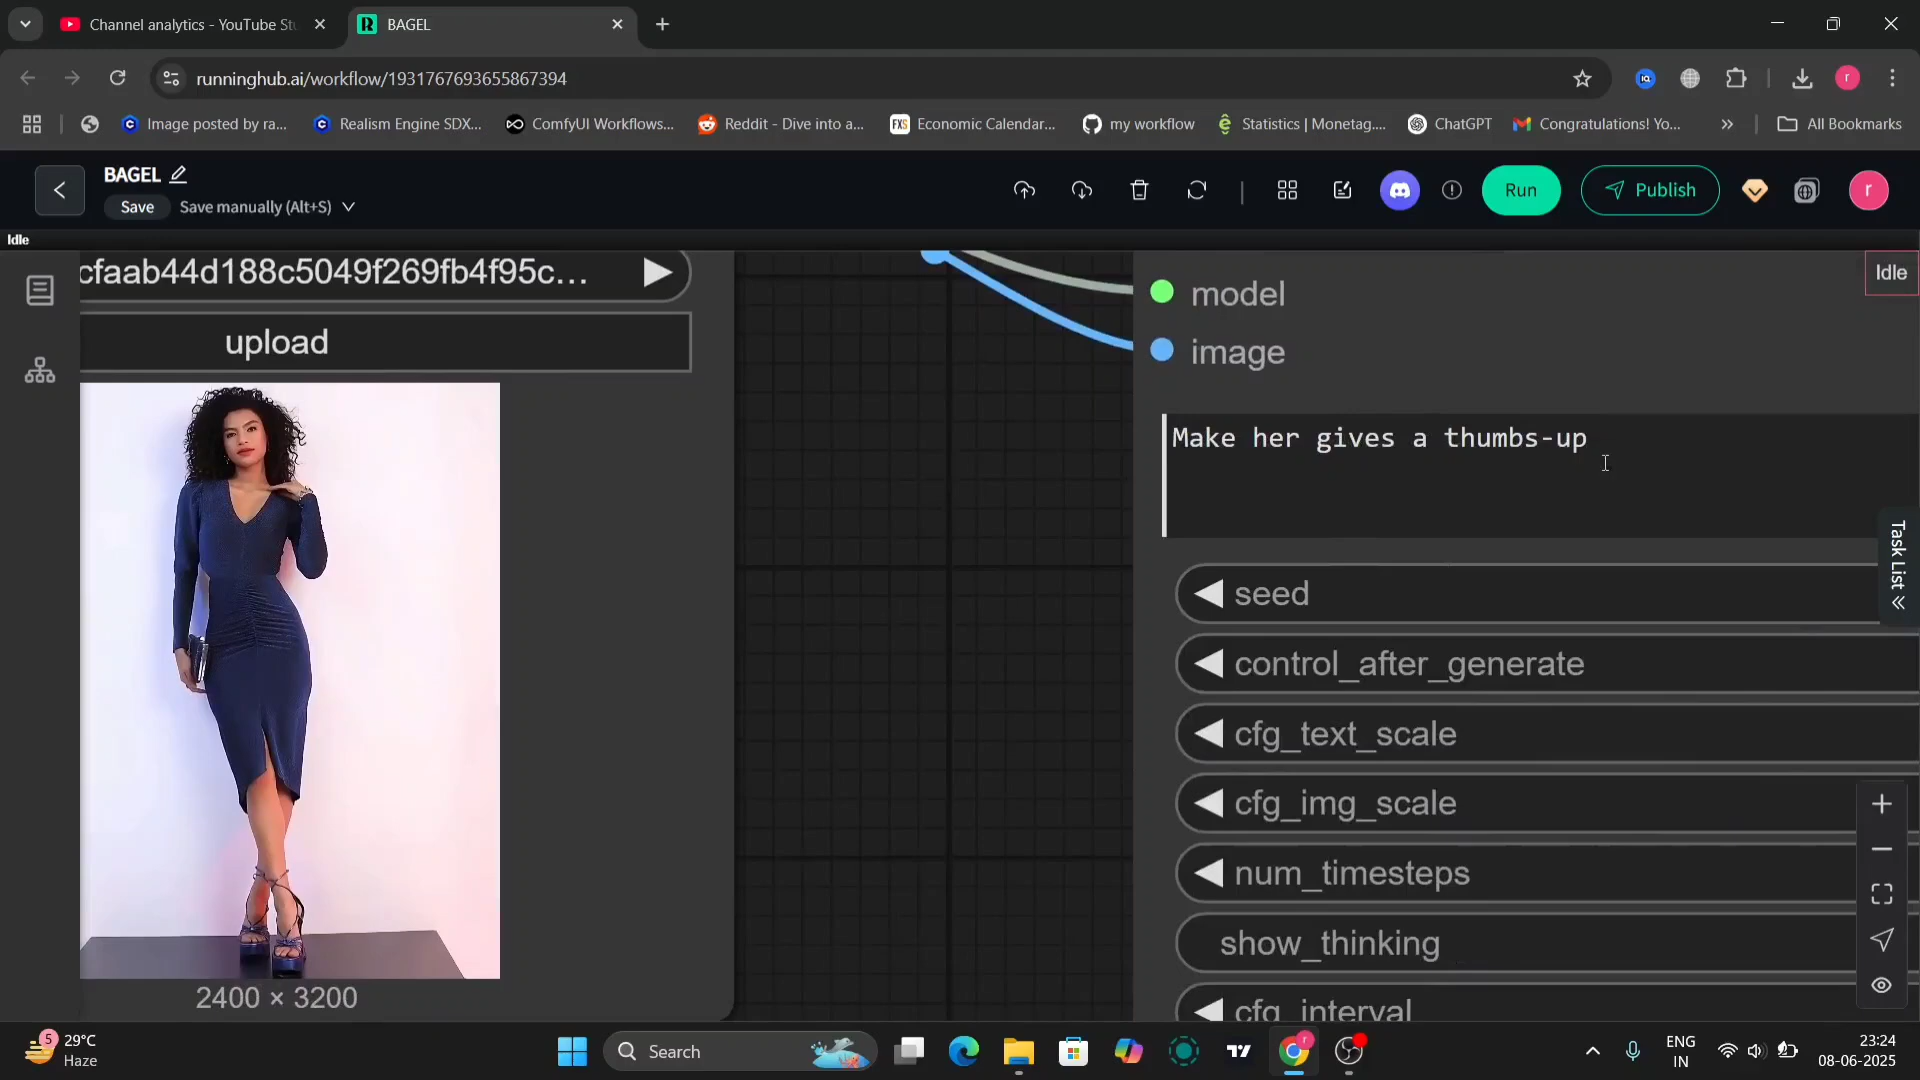 Channel analytics - YouTube Stu
BAGEL
runninghub.ai/workflow/1931767693655867394
Image posted by ra...
Realism Engine SDX...
ComfyUI Workflows...
Reddit - Dive into a...
FXS
Economic Calendar...
my workflow
Statistics | Monetag....
ChatGPT
Congratulations! Yo...
All Bookmarks
BAGEL
Save
Save manually (Alt+S)
Run
Publish
r
Idle
Idle
cfaab44d188c5049f269fb4f95c...
upload
model
image
Make her gives a thumbs-up
seed
control_after_generate
cfg_text_scale
cfg_img_scale
num_timesteps
show_thinking
cfg_interval
Task List
2400 × 3200
5
29°C
Haze
Search
ENG
IN
23:24
08-06-2025